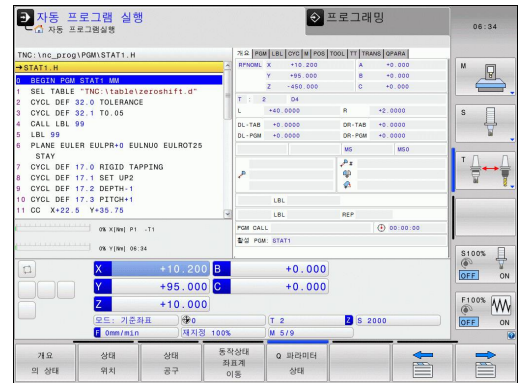 자동 프로그램 실행
자동 프로그램실행
프로그래밍
06:34
TNC:\nc_prog\PGM\STAT1.H
→STAT1.H
0 BEGIN PGM STAT1 MM
1 SEL TABLE "TNC:\table\zeroshift.d"
2 CYCL DEF 32.0 TOLERANCE
3 CYCL DEF 32.1 T0.05
4 CALL LBL 99
5 LBL 99
6 PLANE EULER EULPR+0 EULNU0 EULROT25
STAY
7 CYCL DEF 17.0 RIGID TAPPING
8 CYCL DEF 17.1 SET UP2
9 CYCL DEF 17.2 DEPTH-1
10 CYCL DEF 17.3 PITCH+1
11 CC X+22.5 Y+35.75
0% X[Nm] P1 -T1
0% Y[Nm] 06:34
개요 PGM LBL CYC M POS TOOL TT TRANS QPARA
RFNOML X +10.200 A +0.000
Y +95.000 B +0.000
Z -450.000 C +0.000
T : 2 D4
L +40.0000 R +2.0000
DL-TAB +0.0000 DR-TAB +0.0000
DL-PGM +0.0000 DR-PGM +0.0000
M5 M50
LBL
LBL REP
PGM CALL 00:00:00
활성 PGM: STAT1
X +10.200 B +0.000
Y +95.000 C +0.000
Z +10.000
모드: 기준좌표 0 T 2 Z S 2000
F 0mm/min 재지정 100% M 5/9
M
S
T
S100%
OFF ON
F100%
OFF ON
개요
의 상태
상태
위치
상태
공구
동작상태
좌표계
이동
Q 파라미터
상태